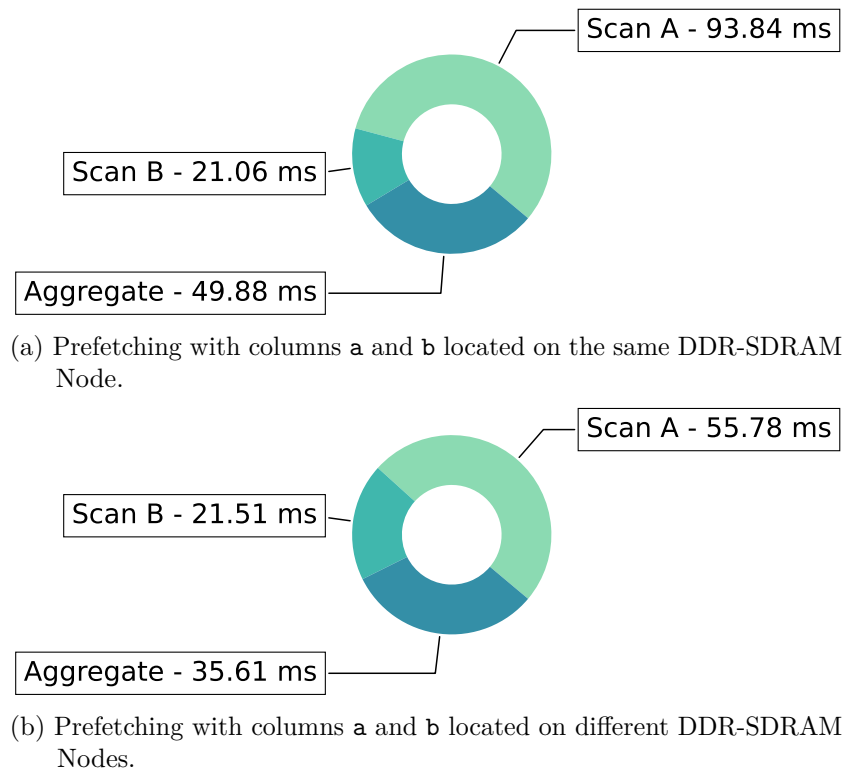 Scan A - 93.84 ms
Scan B - 21.06 ms
Aggregate - 49.88 ms
(a) Prefetching with columns a and b located on the same DDR-SDRAM
Node.
Scan A - 55.78 ms
Scan B - 21.51 ms
Aggregate - 35.61 ms
(b) Prefetching with columns a and b located on different DDR-SDRAM
Nodes.